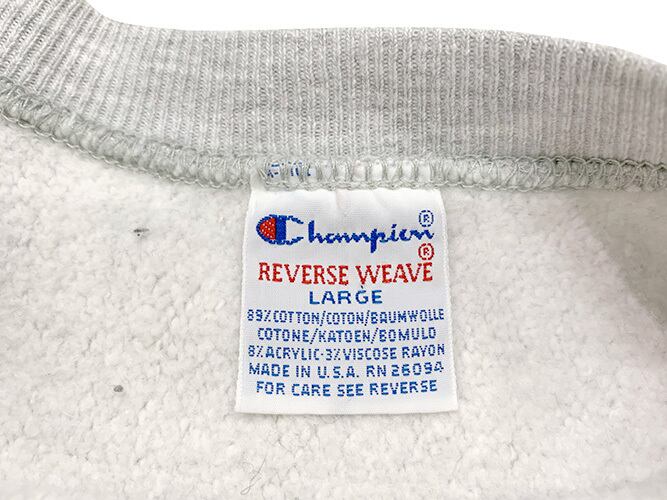 Champion®
REVERSE WEAVE®
LARGE
89% COTTON/COTON/BAUMWOLLE
COTONE/KATOEN/BOMULD
8% ACRYLIC-3% VISCOSE RAYON
MADE IN U.S.A. RN 26094
FOR CARE SEE REVERSE